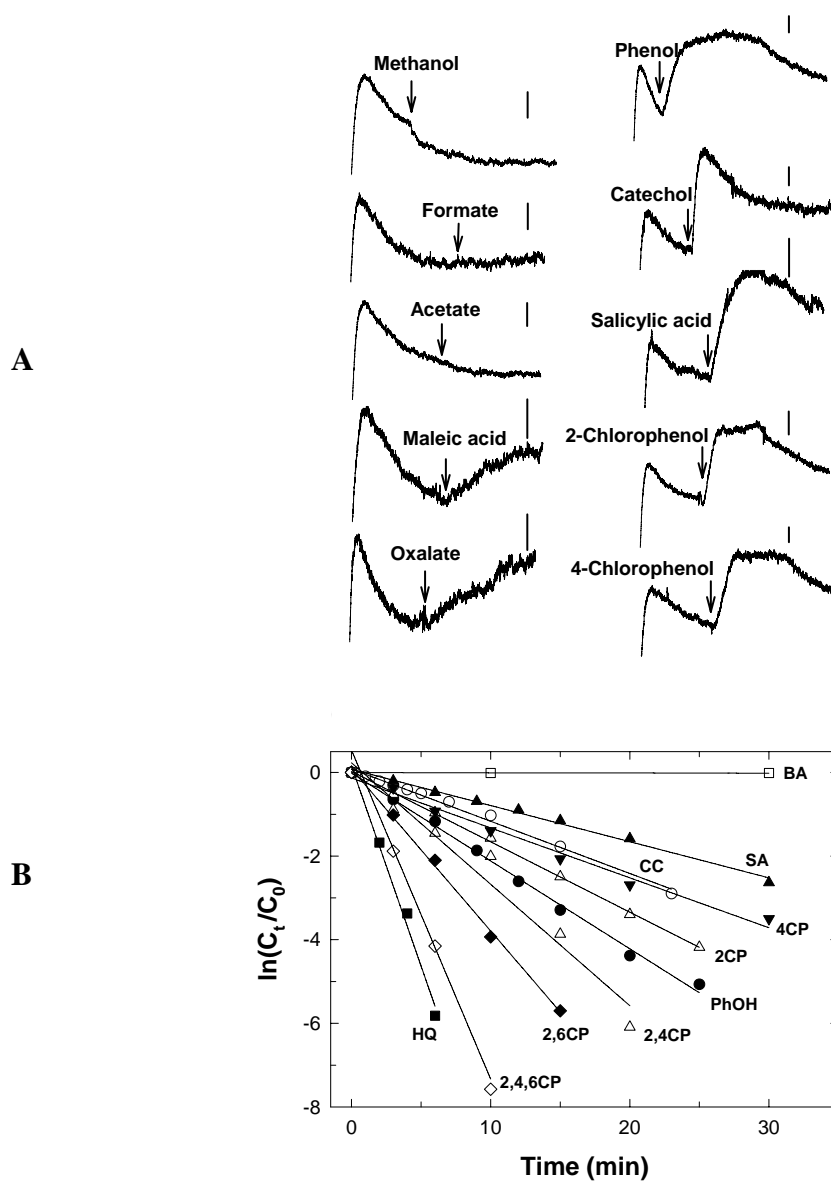 A
Methanol
Formate
Acetate
Maleic acid
Oxalate
Phenol
Catechol
Salicylic acid
2-Chlorophenol
4-Chlorophenol
B
ln(Cₜ/C₀)
0
-2
-4
-6
-8
BA
SA
CC
4CP
2CP
PhOH
2,4CP
2,6CP
HQ
2,4,6CP
0 10 20 30
Time (min)